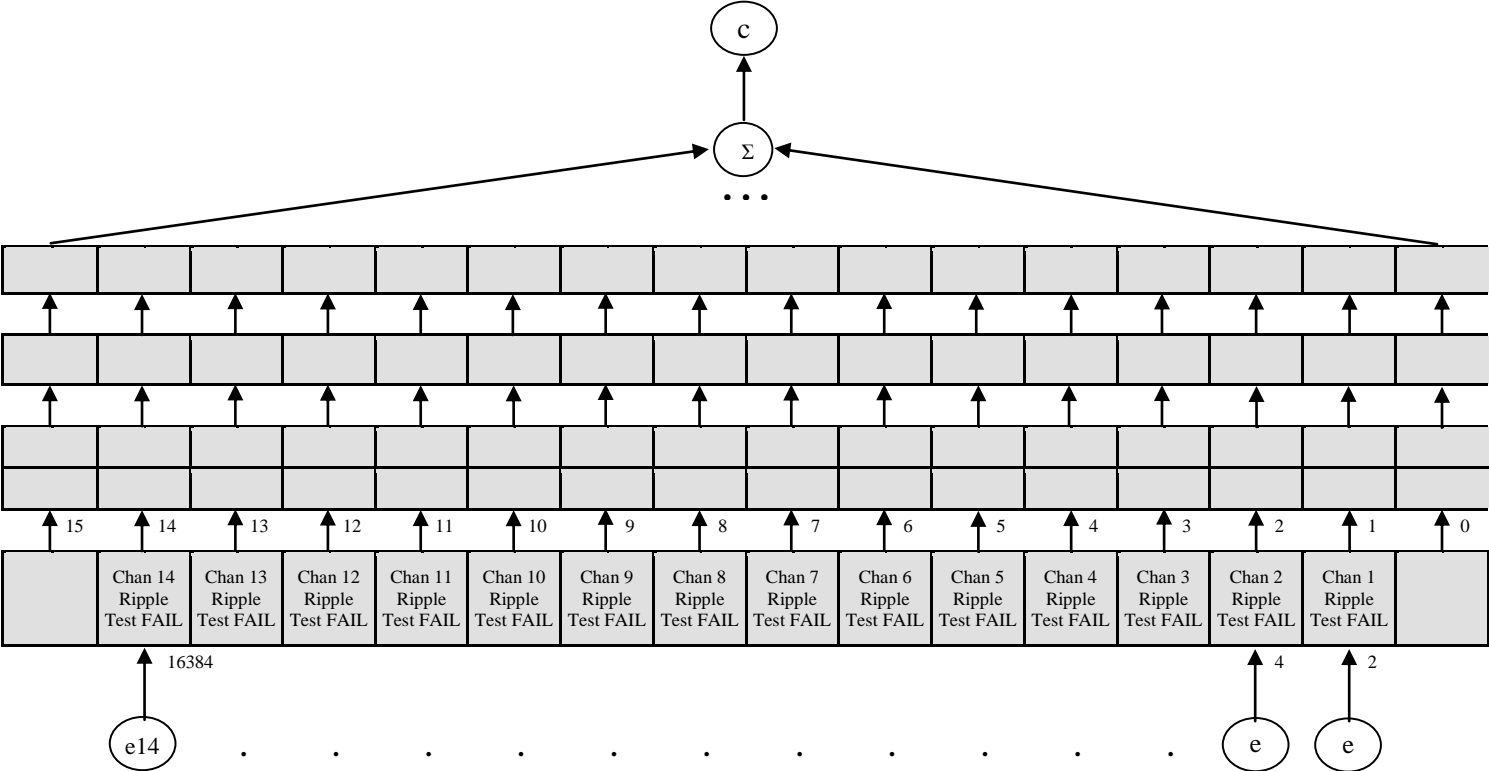 c
Σ
. . .
15 14 13 12 11 10 9 8 7 6 5 4 3 2 1 0
Chan 14 Chan 13 Chan 12 Chan 11 Chan 10 Chan 9 Chan 8 Chan 7 Chan 6 Chan 5 Chan 4 Chan 3 Chan 2 Chan 1
Ripple Ripple Ripple Ripple Ripple Ripple Ripple Ripple Ripple Ripple Ripple Ripple Ripple Ripple
Test FAIL Test FAIL Test FAIL Test FAIL Test FAIL Test FAIL Test FAIL Test FAIL Test FAIL Test FAIL Test FAIL Test FAIL Test FAIL Test FAIL
16384 4 2
e14 . . . . . . . . . . . e e